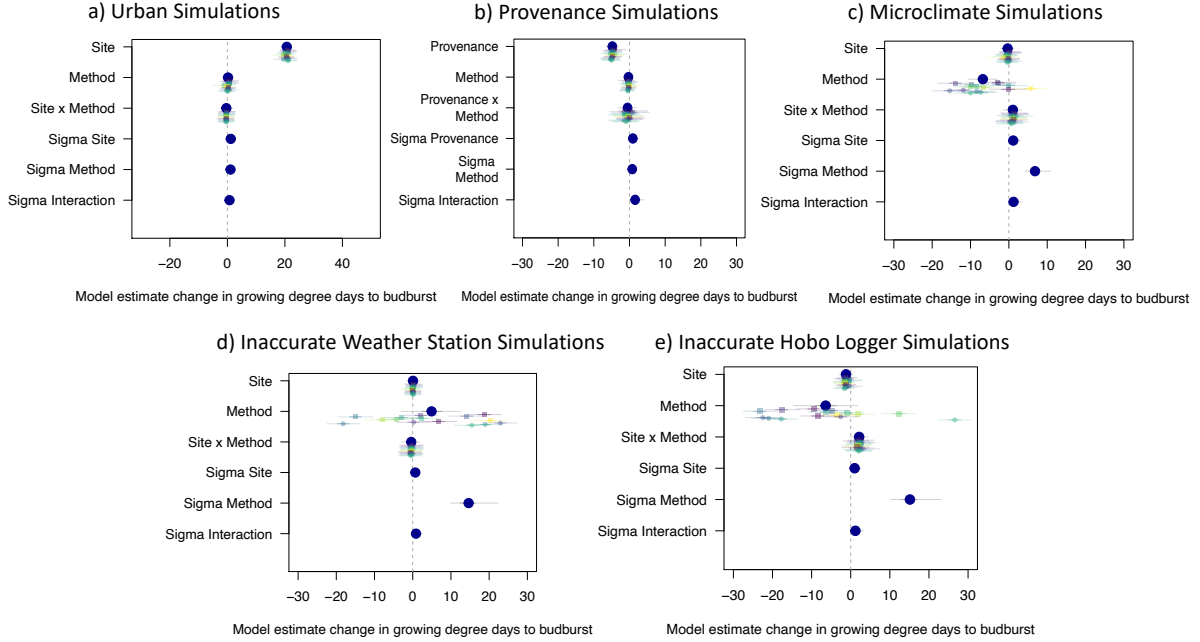 a) Urban Simulations
Site
Method
Site x Method
Sigma Site
Sigma Method
Sigma Interaction
−20 0 20 40
Model estimate change in growing degree days to budburst
b) Provenance Simulations
Provenance
Method
Provenance x
Method
Sigma Provenance
Sigma
Method
Sigma Interaction
−30 −20 −10 0 10 20 30
Model estimate change in growing degree days to budburst
c) Microclimate Simulations
Site
Method
Site x Method
Sigma Site
Sigma Method
Sigma Interaction
−30 −20 −10 0 10 20 30
Model estimate change in growing degree days to budburst
d) Inaccurate Weather Station Simulations
Site
Method
Site x Method
Sigma Site
Sigma Method
Sigma Interaction
−30 −20 −10 0 10 20 30
Model estimate change in growing degree days to budburst
e) Inaccurate Hobo Logger Simulations
Site
Method
Site x Method
Sigma Site
Sigma Method
Sigma Interaction
−30 −20 −10 0 10 20 30
Model estimate change in growing degree days to budburst